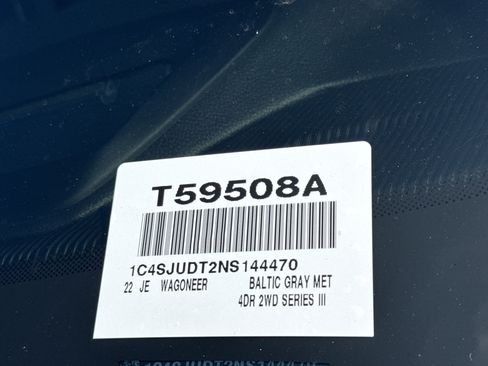 T59508A
1C4SJUDT2NS144470
22 JE WAGONEER BALTIC GRAY MET
4DR 2WD SERIES III